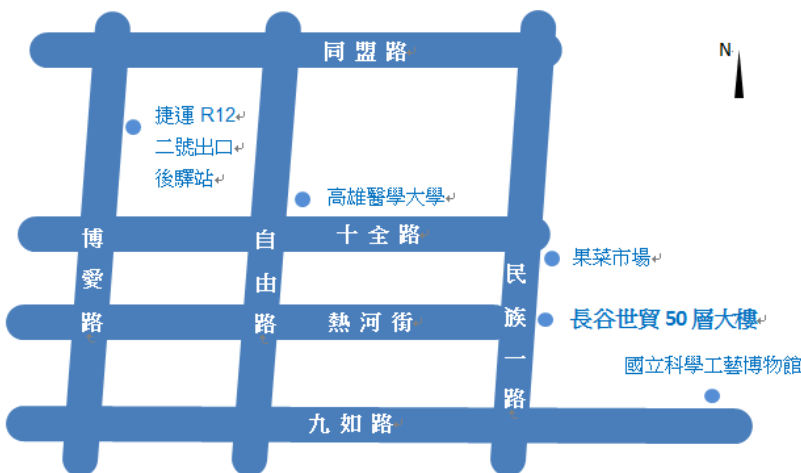 同盟路
N
捷運 R12
二號出口
後驛站
高雄醫學大學
十全路
博愛路
自由路
民族一路
果菜市場
熱河街
長谷世貿 50 層大樓
國立科學工藝博物館
九如路